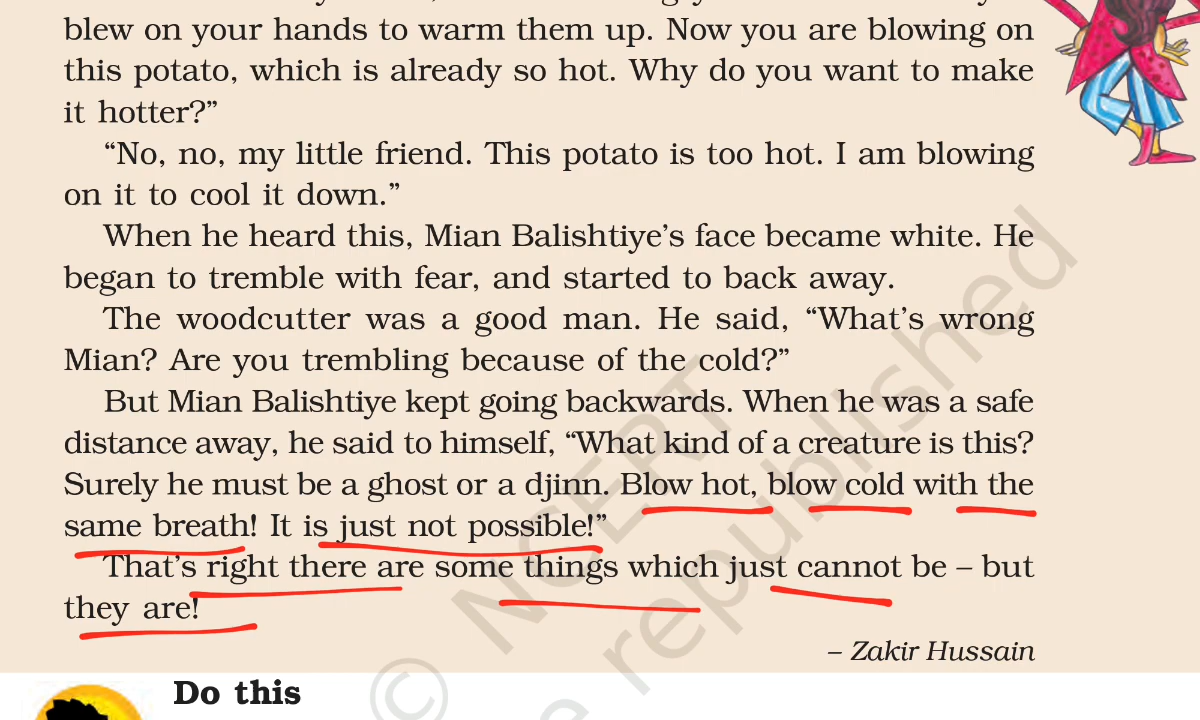 blew on your hands to warm them up. Now you are blowing on
this potato, which is already so hot. Why do you want to make
it hotter?”
“No, no, my little friend. This potato is too hot. I am blowing
on it to cool it down.”
When he heard this, Mian Balishtiye’s face became white. He
began to tremble with fear, and started to back away.
The woodcutter was a good man. He said, “What’s wrong
Mian? Are you trembling because of the cold?”
But Mian Balishtiye kept going backwards. When he was a safe
distance away, he said to himself, “What kind of a creature is this?
Surely he must be a ghost or a djinn. Blow hot, blow cold with the
same breath! It is just not possible!”
That’s right there are some things which just cannot be – but
they are!
– Zakir Hussain
Do this
© NCERT
republished